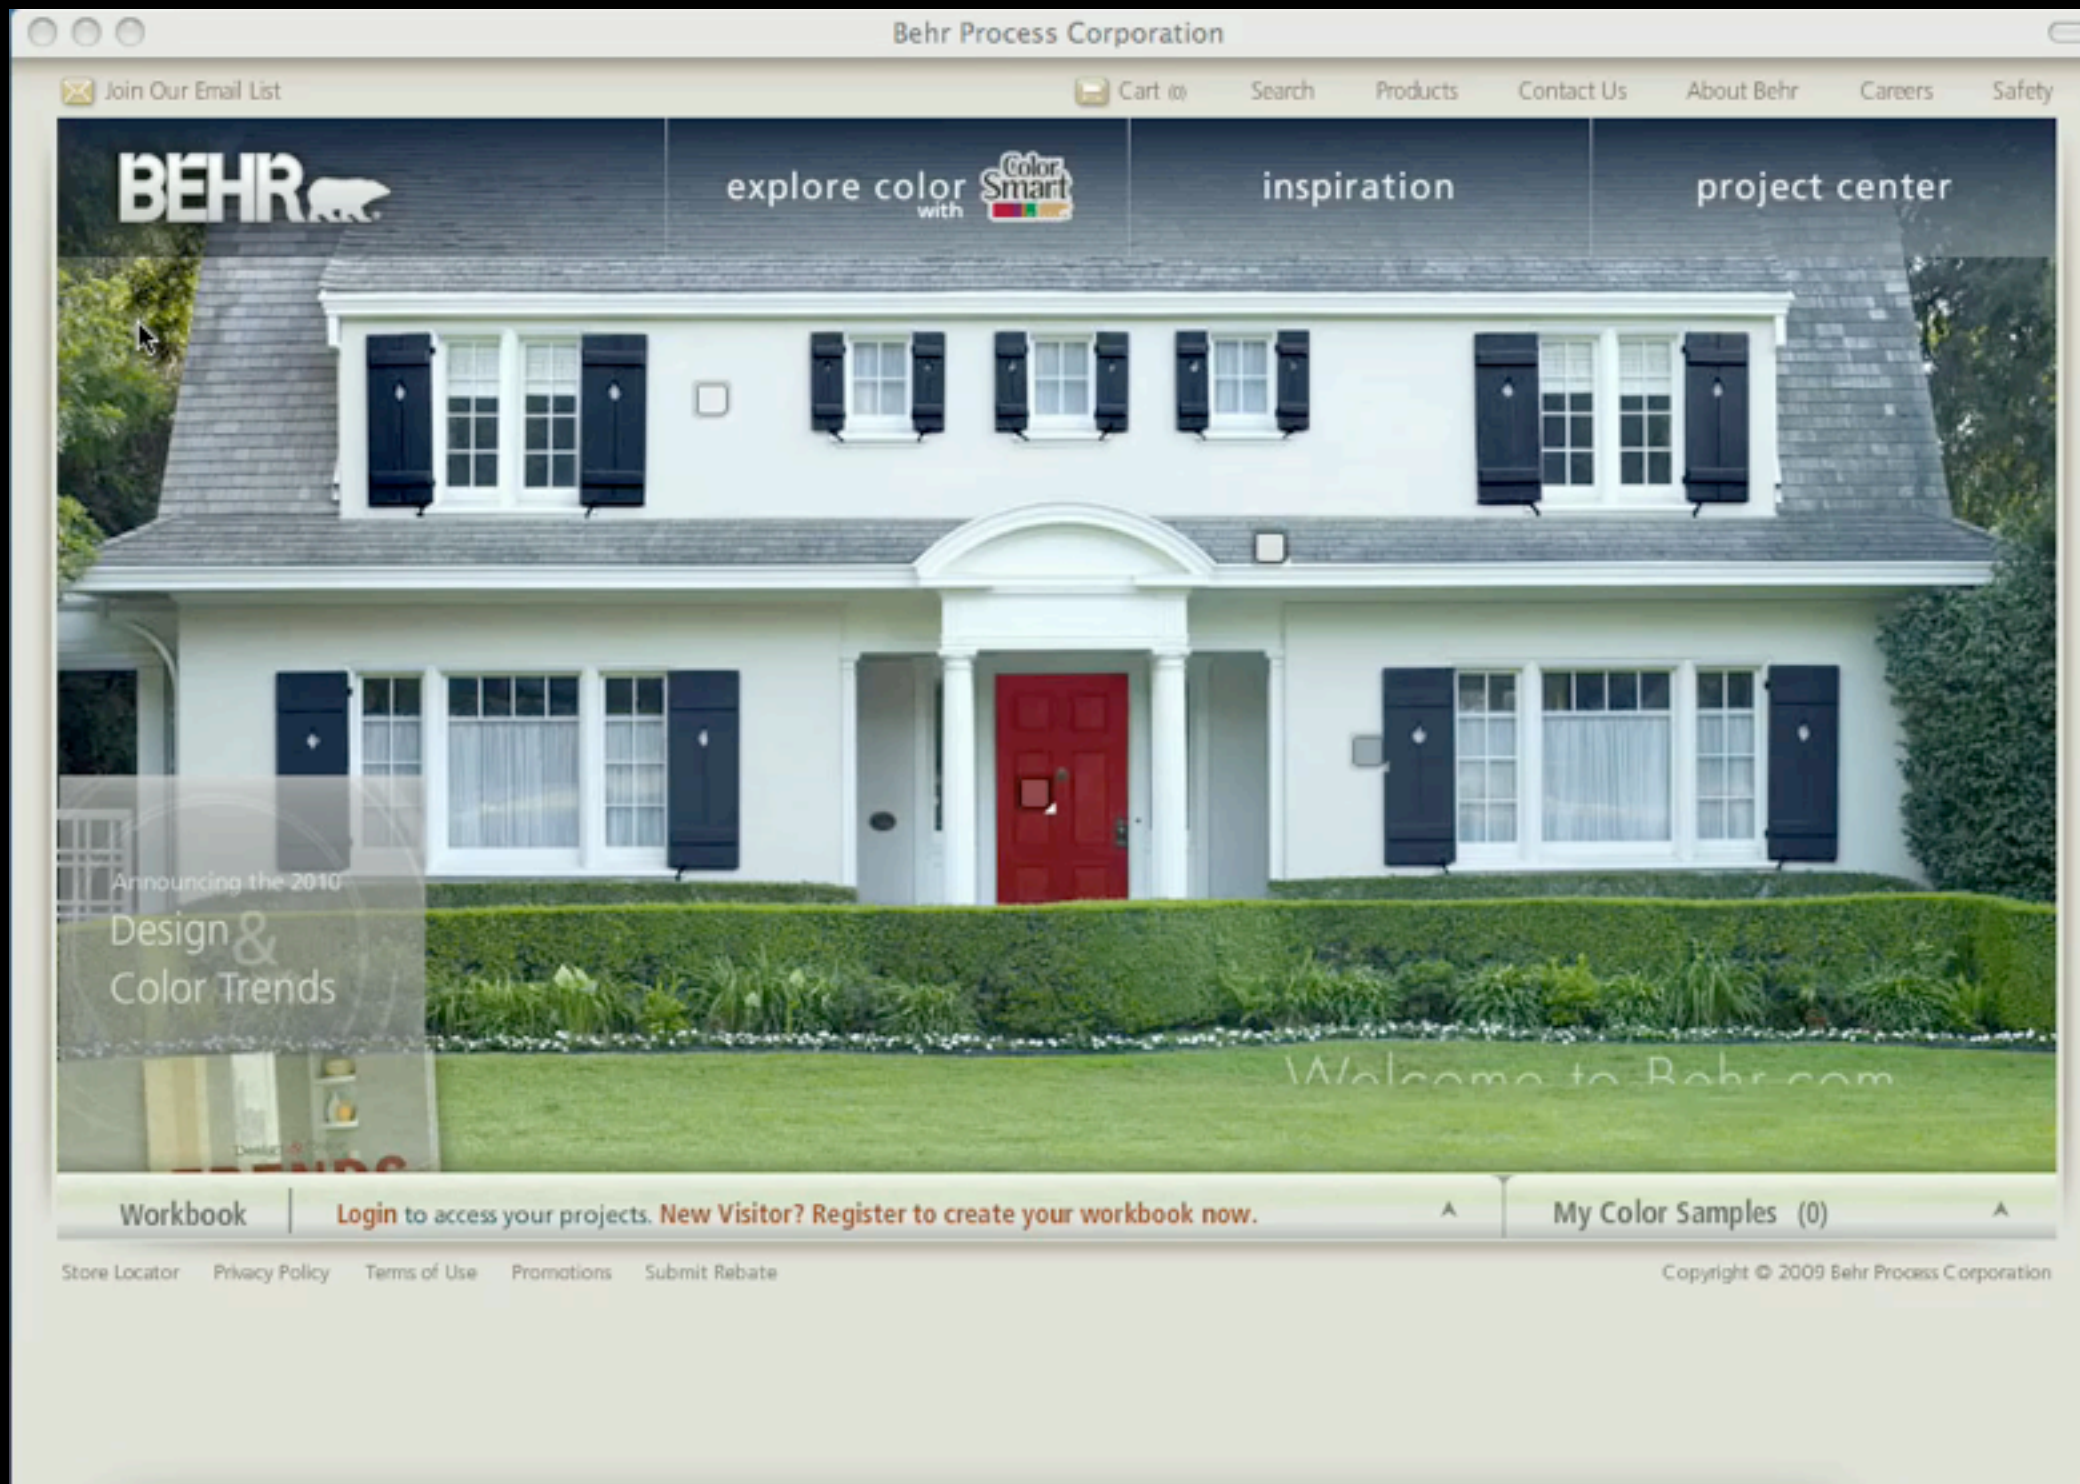 Behr Process Corporation
Join Our Email List
Cart (0) Search Products Contact Us About Behr Careers Safety
BEHR
explore color with Color Smart
inspiration
project center
Announcing the 2010
Design &
Color Trends
Design &
TRENDS
Welcome to Behr.com
Workbook Login to access your projects. New Visitor? Register to create your workbook now.
My Color Samples (0)
Store Locator Privacy Policy Terms of Use Promotions Submit Rebate
Copyright © 2009 Behr Process Corporation